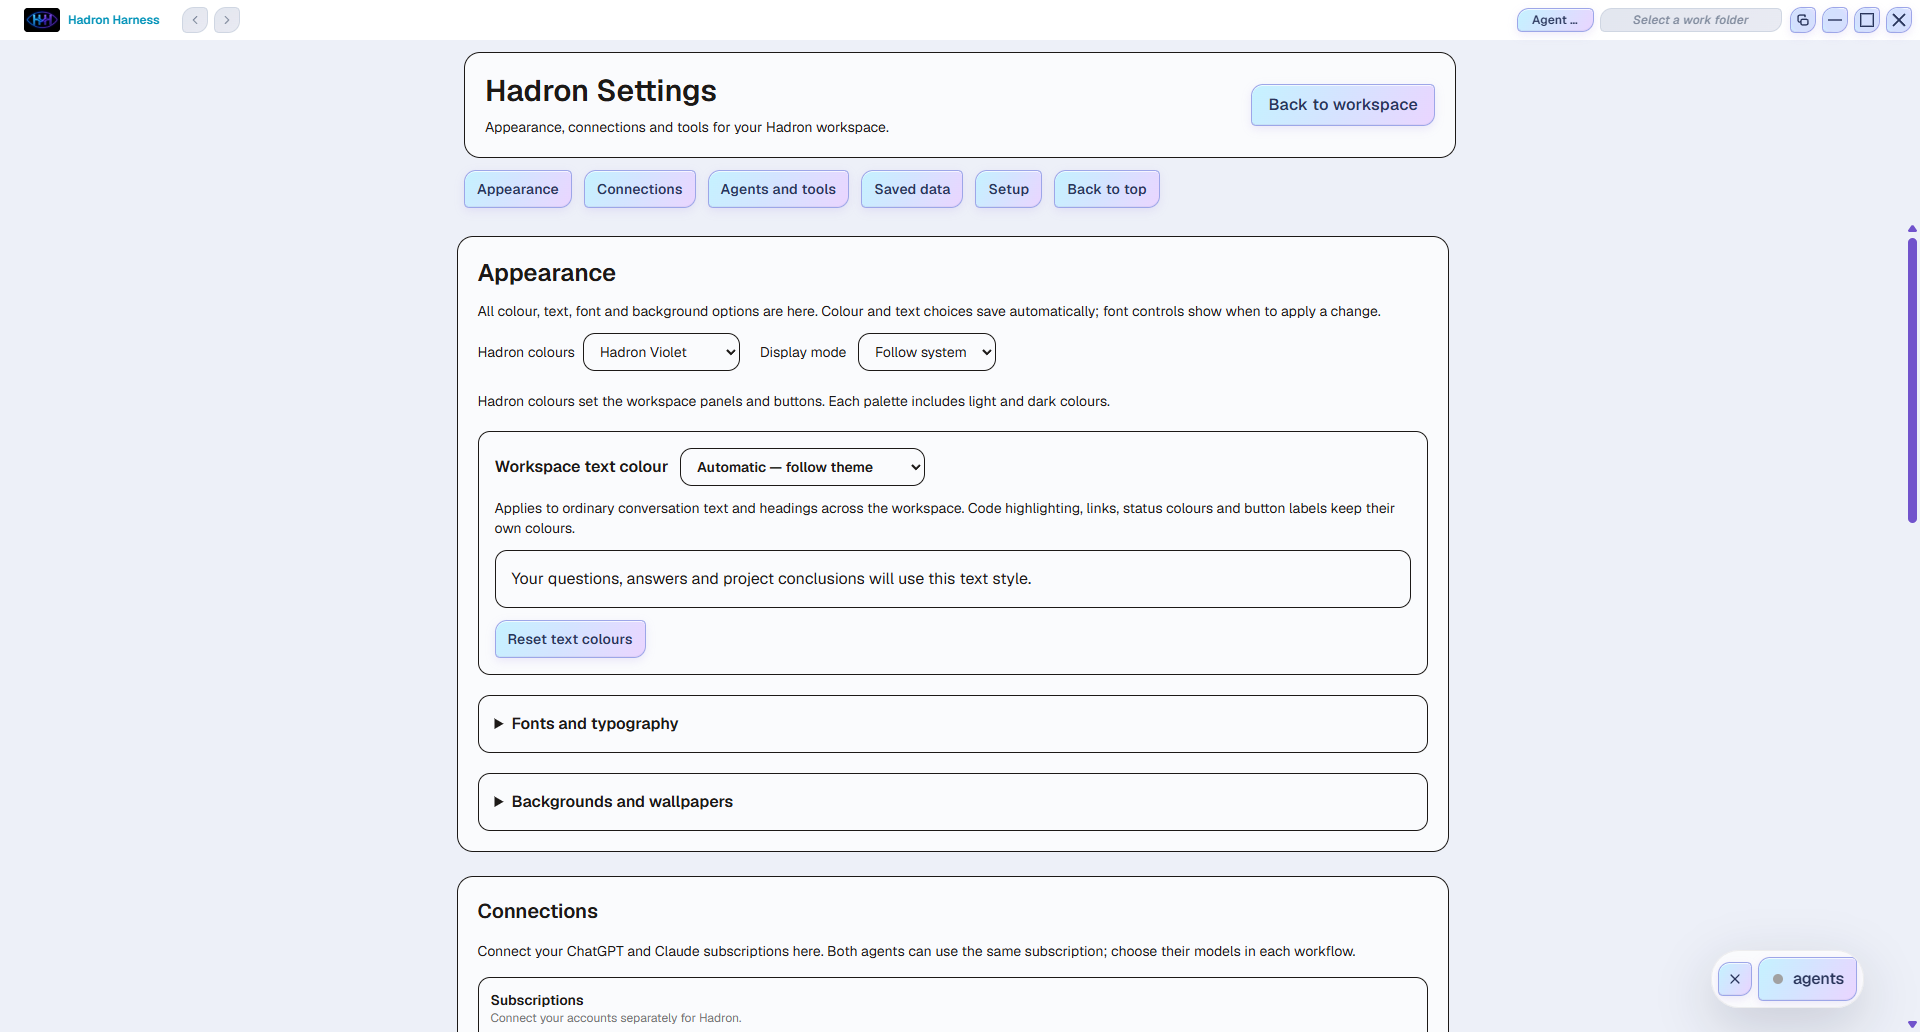 Hadron Harness
Agent ...
Select a work folder
Hadron Settings
Appearance, connections and tools for your Hadron workspace.
Back to workspace
Appearance
Connections
Agents and tools
Saved data
Setup
Back to top
Appearance
All colour, text, font and background options are here. Colour and text choices save automatically; font controls show when to apply a change.
Hadron colours
Hadron Violet
Display mode
Follow system
Hadron colours set the workspace panels and buttons. Each palette includes light and dark colours.
Workspace text colour
Automatic — follow theme
Applies to ordinary conversation text and headings across the workspace. Code highlighting, links, status colours and button labels keep their
own colours.
Your questions, answers and project conclusions will use this text style.
Reset text colours
Fonts and typography
Backgrounds and wallpapers
Connections
Connect your ChatGPT and Claude subscriptions here. Both agents can use the same subscription; choose their models in each workflow.
Subscriptions
Connect your accounts separately for Hadron.
agents